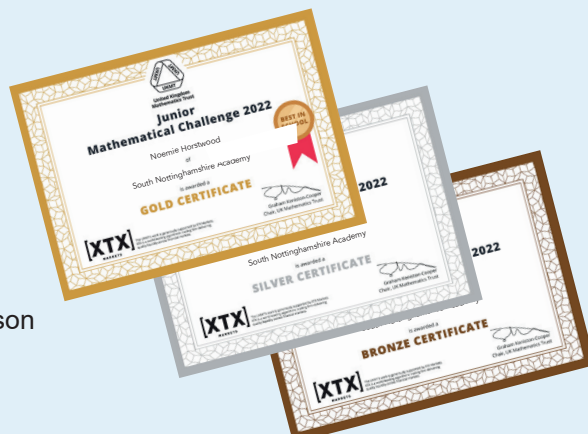 United Kingdom
Mathematics Trust
Junior
Mathematical Challenge 2022
BEST IN
Noemie Horstwood
of
South Nottinghamshire Academy
is awarded a
GOLD CERTIFICATE
Graham Keniston-Cooper
Chair, UK Mathematics Trust
[XTX]
MARKETS
2022
South Nottinghamshire Academy
is awarded a
SILVER CERTIFICATE
Graham Keniston-Cooper
Chair, UK Mathematics Trust
[XTX]
MARKETS
son
2022
is awarded a
BRONZE CERTIFICATE
Graham Keniston-Cooper
Chair, UK Mathematics Trust
[XTX]
MARKETS